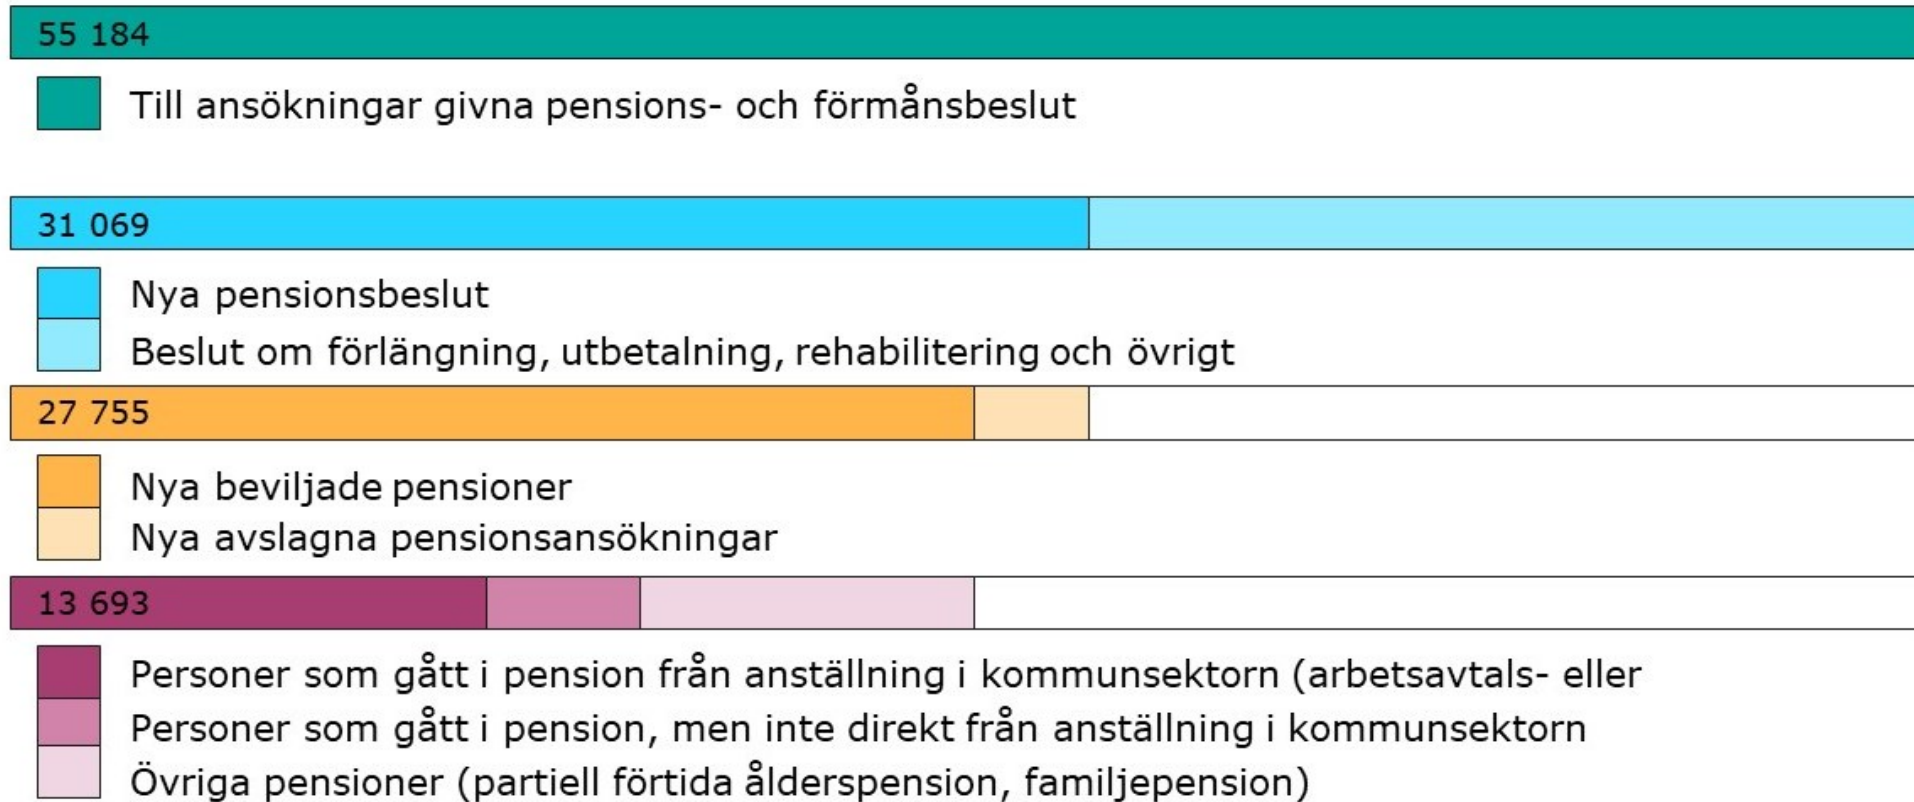 55 184
Till ansökningar givna pensions- och förmånsbeslut
31 069
Nya pensionsbeslut
Beslut om förlängning, utbetalning, rehabilitering och övrigt
27 755
Nya beviljade pensioner
Nya avslagna pensionsansökningar
13 693
Personer som gått i pension från anställning i kommunsektorn (arbetsavtals- eller
Personer som gått i pension, men inte direkt från anställning i kommunsektorn
Övriga pensioner (partiell förtida ålderspension, familjepension)